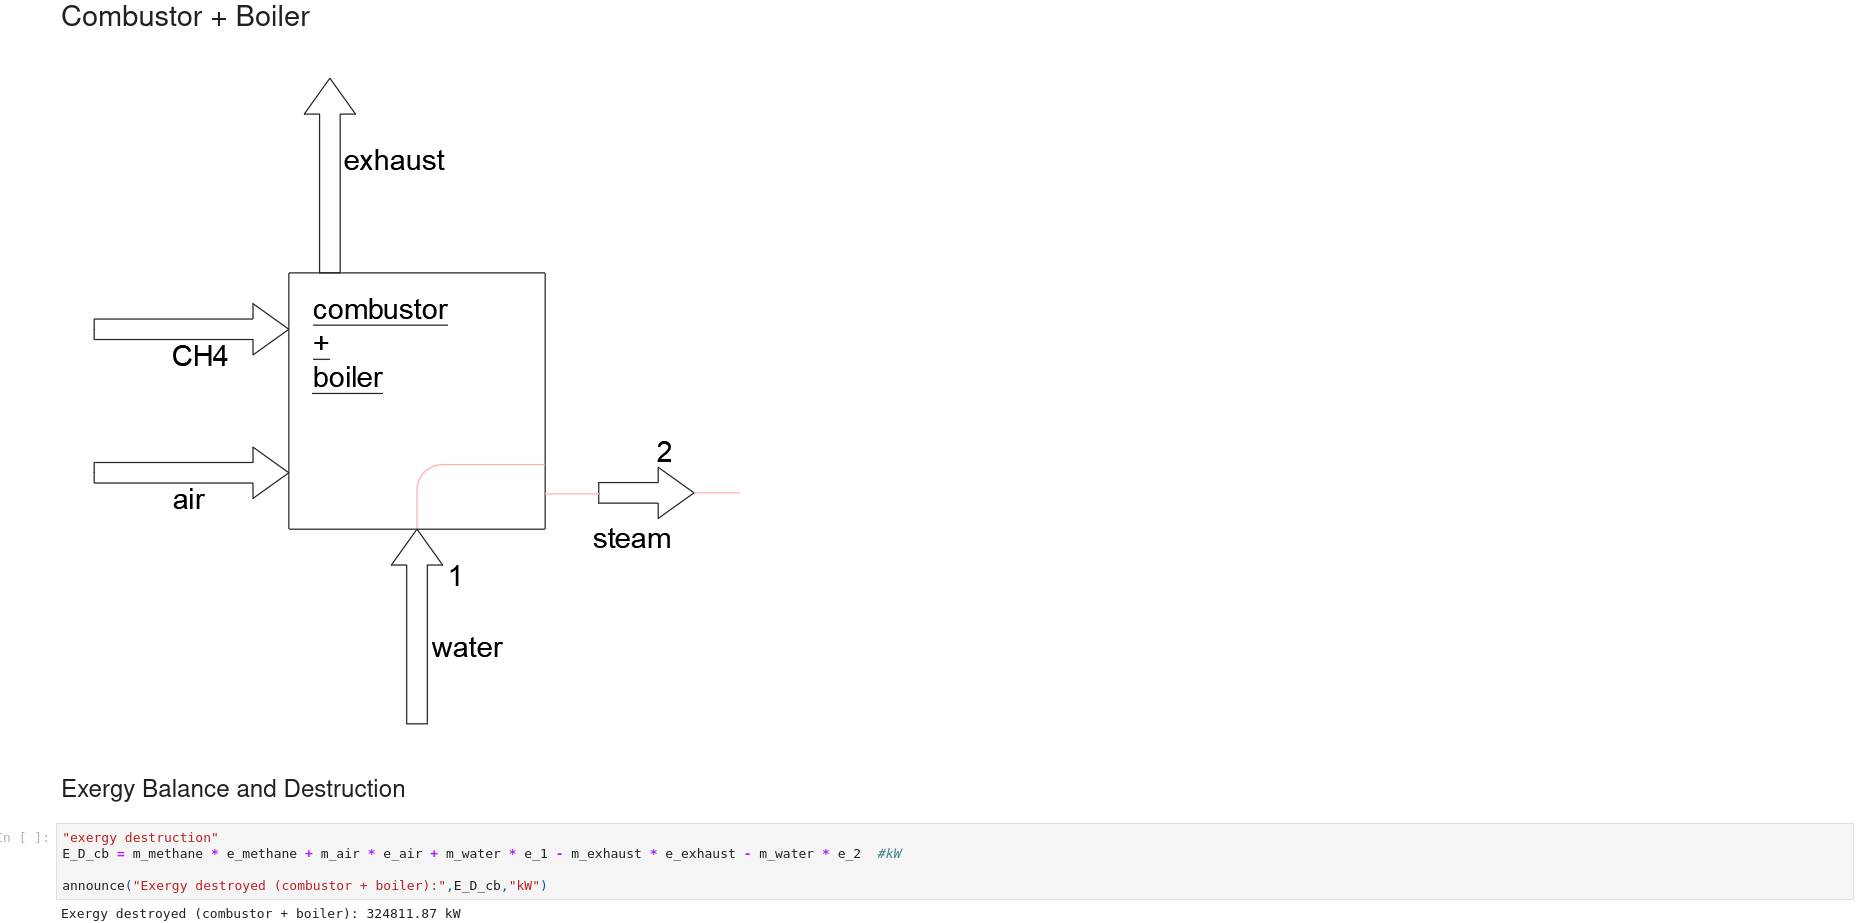 Combustor + Boiler
exhaust
combustor
+
boiler
CH4
air
2
steam
1
water
Exergy Balance and Destruction
In [ ]:
"exergy destruction"
E_D_cb = m_methane * e_methane + m_air * e_air + m_water * e_1 - m_exhaust * e_exhaust - m_water * e_2  #kW
announce("Exergy destroyed (combustor + boiler):",E_D_cb,"kW")
Exergy destroyed (combustor + boiler): 324811.87 kW